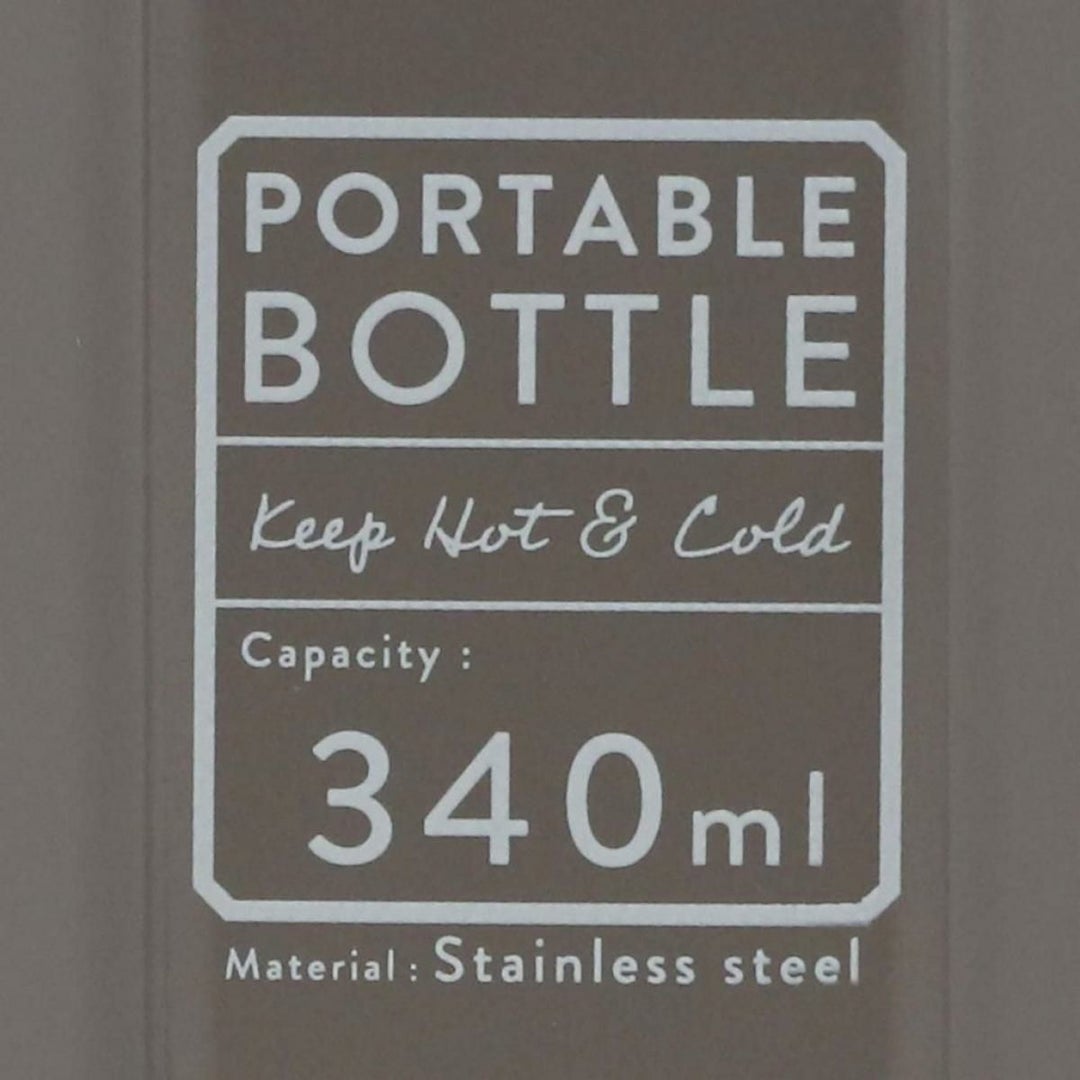 PORTABLE
BOTTLE
Keep Hot & Cold
Capacity :
340ml
Material : Stainless steel